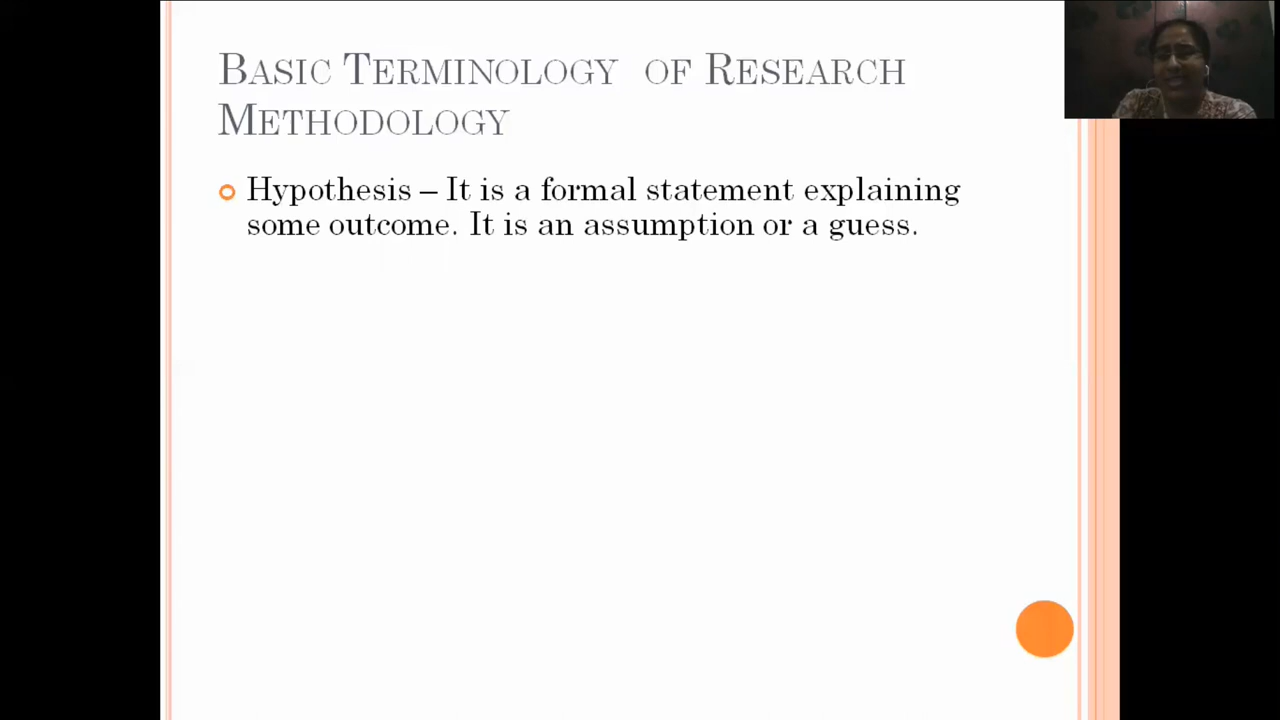 Basic Terminology of Research
Methodology
Hypothesis – It is a formal statement explaining
some outcome. It is an assumption or a guess.